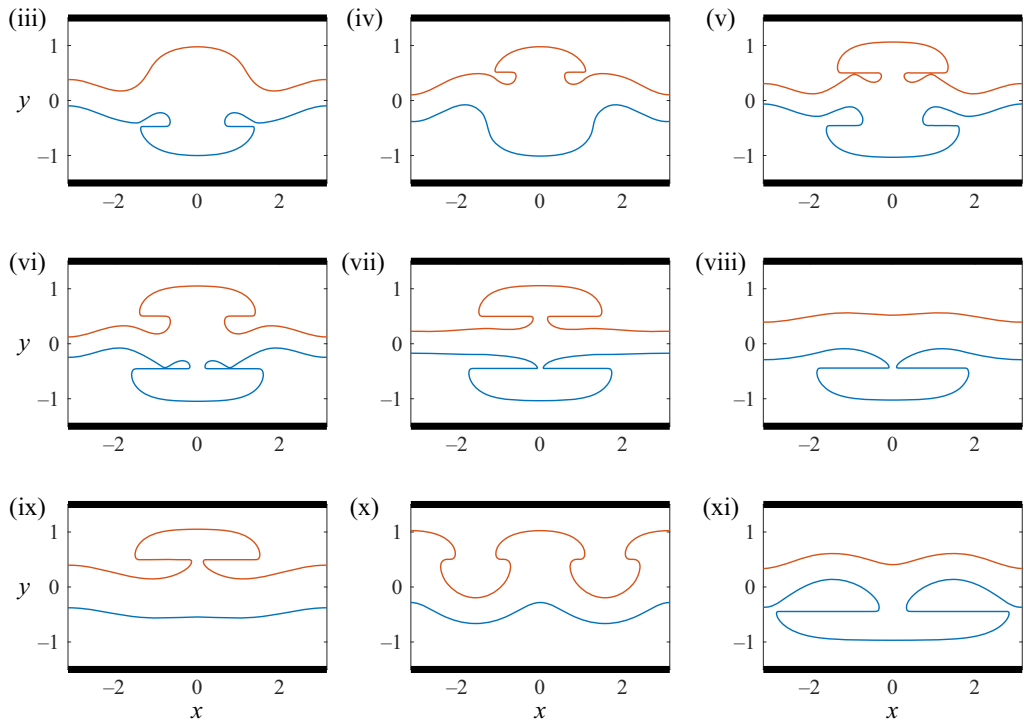 (iii) (iv) (v)
1 1 1
y 0 0 0
–1 –1 –1
–2 0 2 –2 0 2 –2 0 2
(vi) (vii) (viii)
1 1 1
y 0 0 0
–1 –1 –1
–2 0 2 –2 0 2 –2 0 2
(ix) (x) (xi)
1 1 1
y 0 0 0
–1 –1 –1
–2 0 2 –2 0 2 –2 0 2
x x x